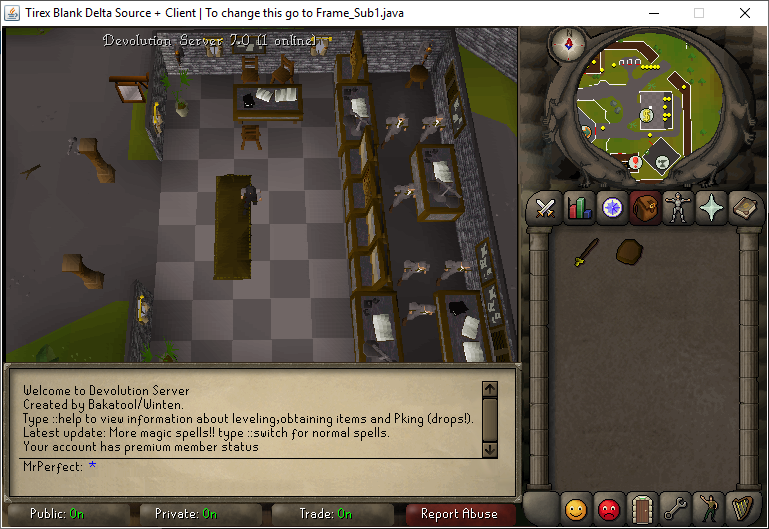 Tirex Blank Delta Source + Client | To change this go to Frame_Sub1.java
Devolution Server 7.0 (1 online)
N
Welcome to Devolution Server
Created by Bakatool/Winten.
Type ::help to view information about leveling,obtaining items and Pking (drops!).
Latest update: More magic spells!! type ::switch for normal spells.
Your account has premium member status
MrPerfect: *
Public: On
Private: On
Trade: On
Report Abuse